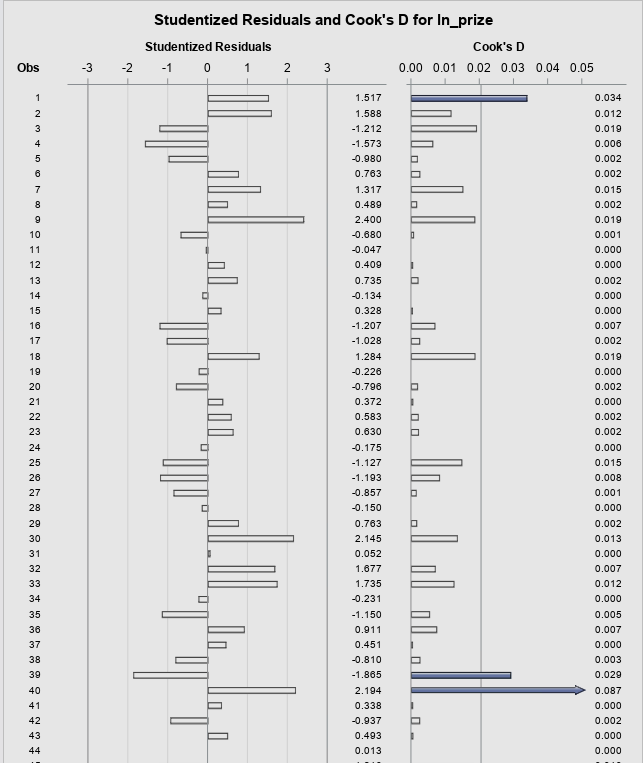 Studentized Residuals and Cook's D for ln_prize
Studentized Residuals Cook's D
Obs -3 -2 -1 0 1 2 3 0.00 0.01 0.02 0.03 0.04 0.05
1 1.517 0.034
2 1.588 0.012
3 -1.212 0.019
4 -1.573 0.006
5 -0.980 0.002
6 0.763 0.002
7 1.317 0.015
8 0.489 0.002
9 2.400 0.019
10 -0.680 0.001
11 -0.047 0.000
12 0.409 0.000
13 0.735 0.002
14 -0.134 0.000
15 0.328 0.000
16 -1.207 0.007
17 -1.028 0.002
18 1.284 0.019
19 -0.226 0.000
20 -0.796 0.002
21 0.372 0.000
22 0.583 0.002
23 0.630 0.002
24 -0.175 0.000
25 -1.127 0.015
26 -1.193 0.008
27 -0.857 0.001
28 -0.150 0.000
29 0.763 0.002
30 2.145 0.013
31 0.052 0.000
32 1.677 0.007
33 1.735 0.012
34 -0.231 0.000
35 -1.150 0.005
36 0.911 0.007
37 0.451 0.000
38 -0.810 0.003
39 -1.865 0.029
40 2.194 0.087
41 0.338 0.000
42 -0.937 0.002
43 0.493 0.000
44 0.013 0.000